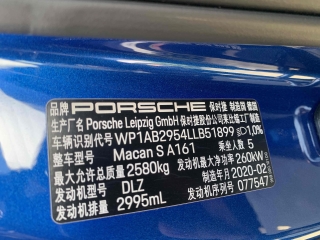 品牌 PORSCHE 保时捷 制造国 德国
生产厂名 Porsche Leipzig GmbH 保时捷股份公司莱比锡工厂
车辆识别代号 WP1AB2954LLB51899 1,0%
整车型号 Macan S A161 乘坐人数 5
最大允许总质量 2580kg 发动机最大净功率 260kW
发动机型号 DLZ 制造年月 2020-02
发动机排量 2995mL 发动机序列号 077547